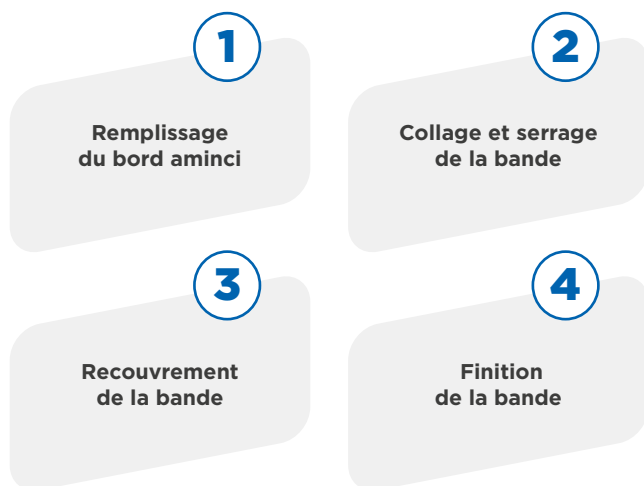 1
Remplissage
du bord aminci
2
Collage et serrage
de la bande
3
Recouvrement
de la bande
4
Finition
de la bande